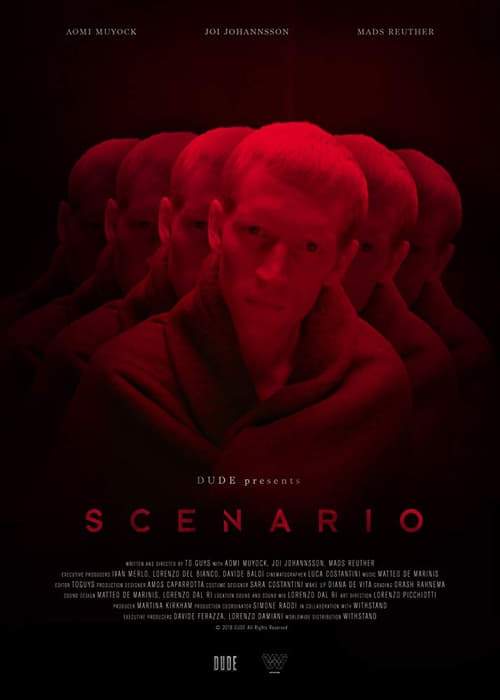 AOMI MUYOCK JOI JOHANNSSON MADS REUTHER
DUDE presents
SCENARIO
WRITTEN AND DIRECTED BY TO GUYS WITH AOMI MUYOCK, JOI JOHANNSSON, MADS REUTHER
EXECUTIVE PRODUCERS IVAN MERLO, LORENZO DEL BIANCO, DAVIDE BALDI CINEMATOGRAPHER LUCA COSTANTINI MUSIC MATTEO DE MARINIS
EDITOR TOGUYS PRODUCTION DESIGNER AMOS CAPARROTTA COSTUME DESIGNER SARA COSTANTINI MAKE UP DIANA DE VITA GRADING ORASH RAHNEMA
SOUND DESIGN MATTEO DE MARINIS, LORENZO DAL RI LOCATION SOUND AND SOUND MIX LORENZO DAL RI ART DIRECTION LORENZO PICCHIOTTI
PRODUCER MARTINA KIRKHAM PRODUCTION COORDINATOR SIMONE RADDI IN COLLABORATION WITH WITHSTAND
EXECUTIVE PRODUCERS DAVIDE FERAZZA, LORENZO DAMIANI WORLDWIDE DISTRIBUTION WITHSTAND
© 2018 DUDE All Rights Reserved
DUDE